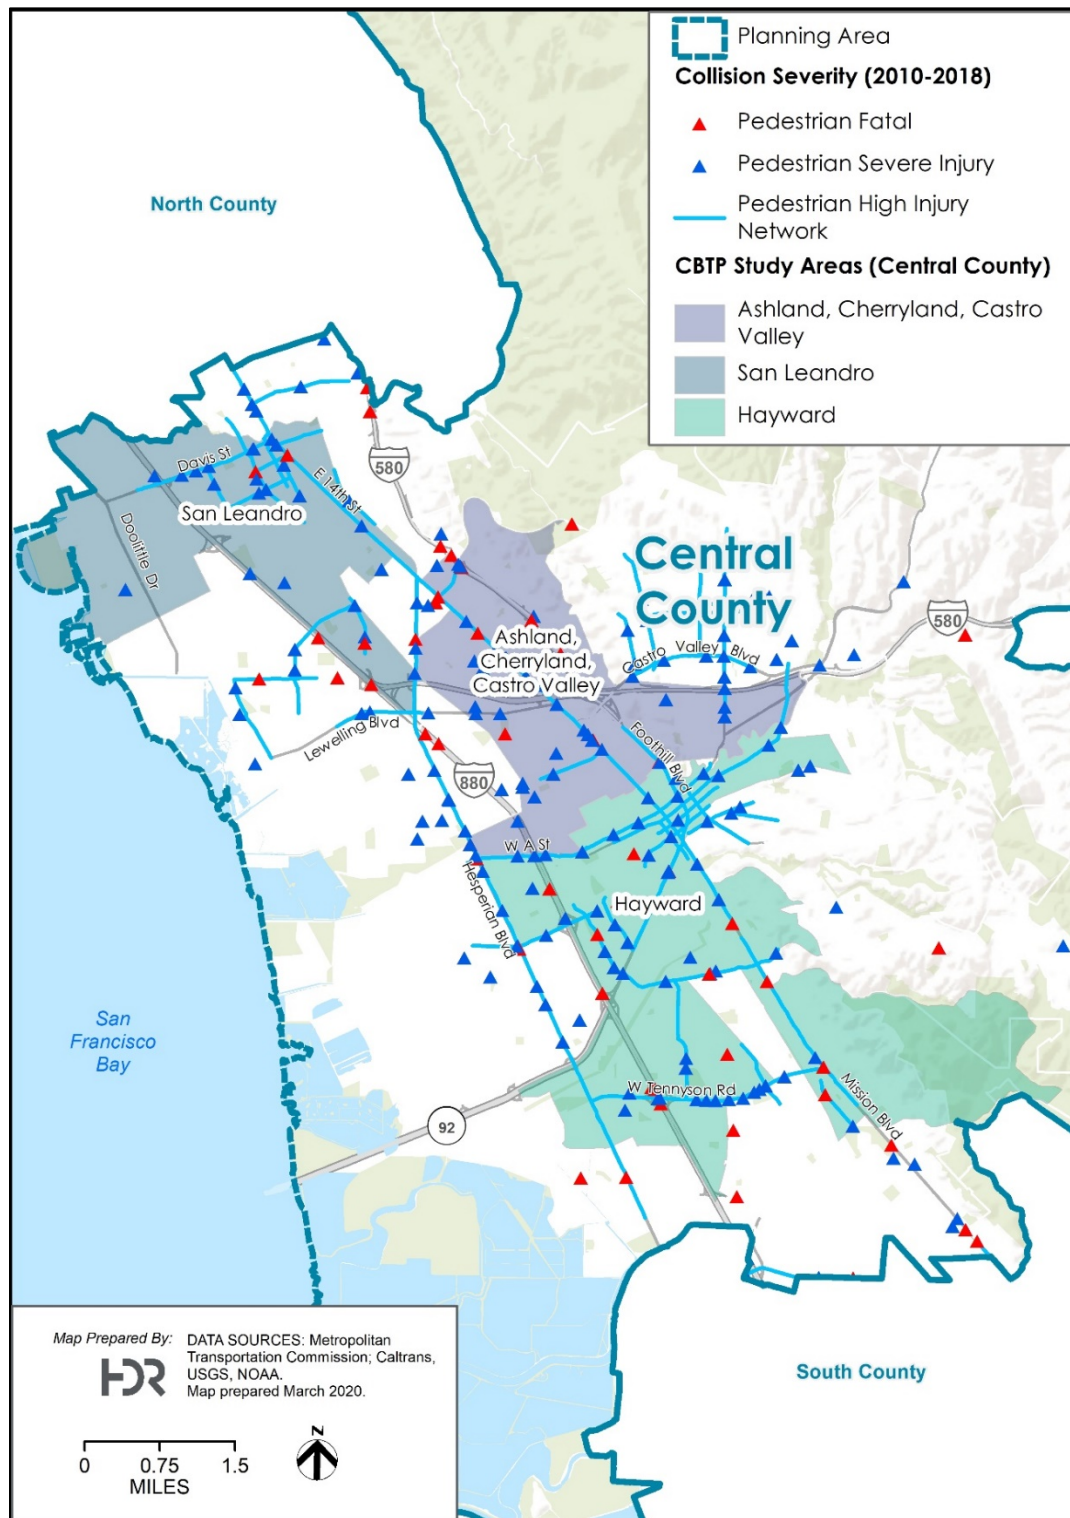 Planning Area
Collision Severity (2010-2018)
Pedestrian Fatal
Pedestrian Severe Injury
Pedestrian High Injury
Network
CBTP Study Areas (Central County)
Ashland, Cherryland, Castro
Valley
San Leandro
Hayward
North County
580
Davis St
E 14th St
San Leandro
Doolittle Dr
Central
County
580
Ashland,
Cherryland,
Castro Valley
Castro Valley Blvd
Lewelling Blvd
Foothill Blvd
880
W A St
Hesperian Blvd
Hayward
San
Francisco
Bay
W Tennyson Rd
Mission Blvd
92
South County
Map Prepared By:
HDR
DATA SOURCES: Metropolitan
Transportation Commission; Caltrans,
USGS, NOAA.
Map prepared March 2020.
N
0 0.75 1.5
MILES